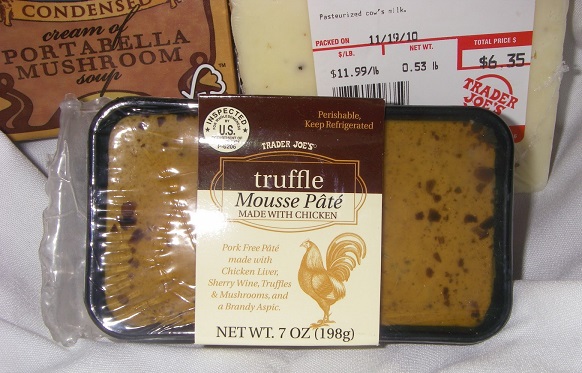 CONDENSED
cream of
PORTABELLA
MUSHROOM
soup
Pasteurized cow's milk.
PACKED ON 11/19/10
$/LB. NET WT. TOTAL PRICE $
$11.99/lb 0.53 lb $6.35
TRADER
JOE'S
INSPECTED
U.S.
P-6206
Perishable,
Keep Refrigerated
TRADER JOE'S
truffle
Mousse Pâté
MADE WITH CHICKEN
Pork Free Pâté
made with
Chicken Liver,
Sherry Wine, Truffles
& Mushrooms, and
a Brandy Aspic.
NET WT. 7 OZ (198g)